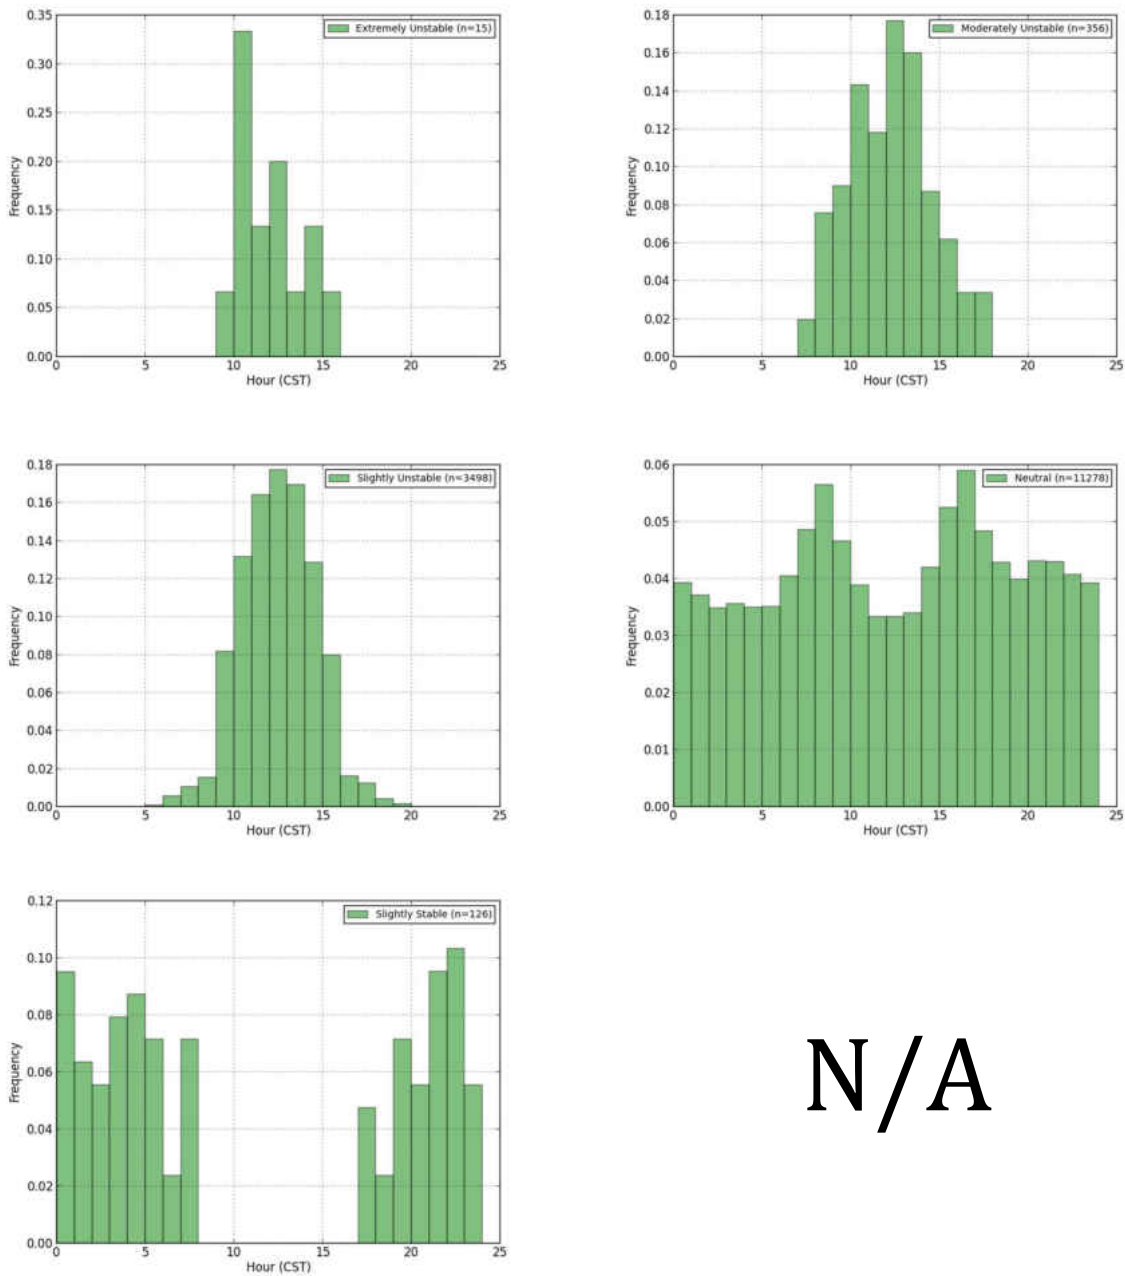 Extremely Unstable (n=15)
0.35
0.30
0.25
0.20
0.15
0.10
0.05
0.00
Frequency
0 5 10 15 20 25
Hour (CST)
Moderately Unstable (n=356)
0.18
0.16
0.14
0.12
0.10
0.08
0.06
0.04
0.02
0.00
Frequency
0 5 10 15 20 25
Hour (CST)
Slightly Unstable (n=3498)
0.18
0.16
0.14
0.12
0.10
0.08
0.06
0.04
0.02
0.00
Frequency
0 5 10 15 20 25
Hour (CST)
Neutral (n=11278)
0.06
0.05
0.04
0.03
0.02
0.01
0.00
Frequency
0 5 10 15 20 25
Hour (CST)
Slightly Stable (n=126)
0.12
0.10
0.08
0.06
0.04
0.02
0.00
Frequency
0 5 10 15 20 25
Hour (CST)
N/A